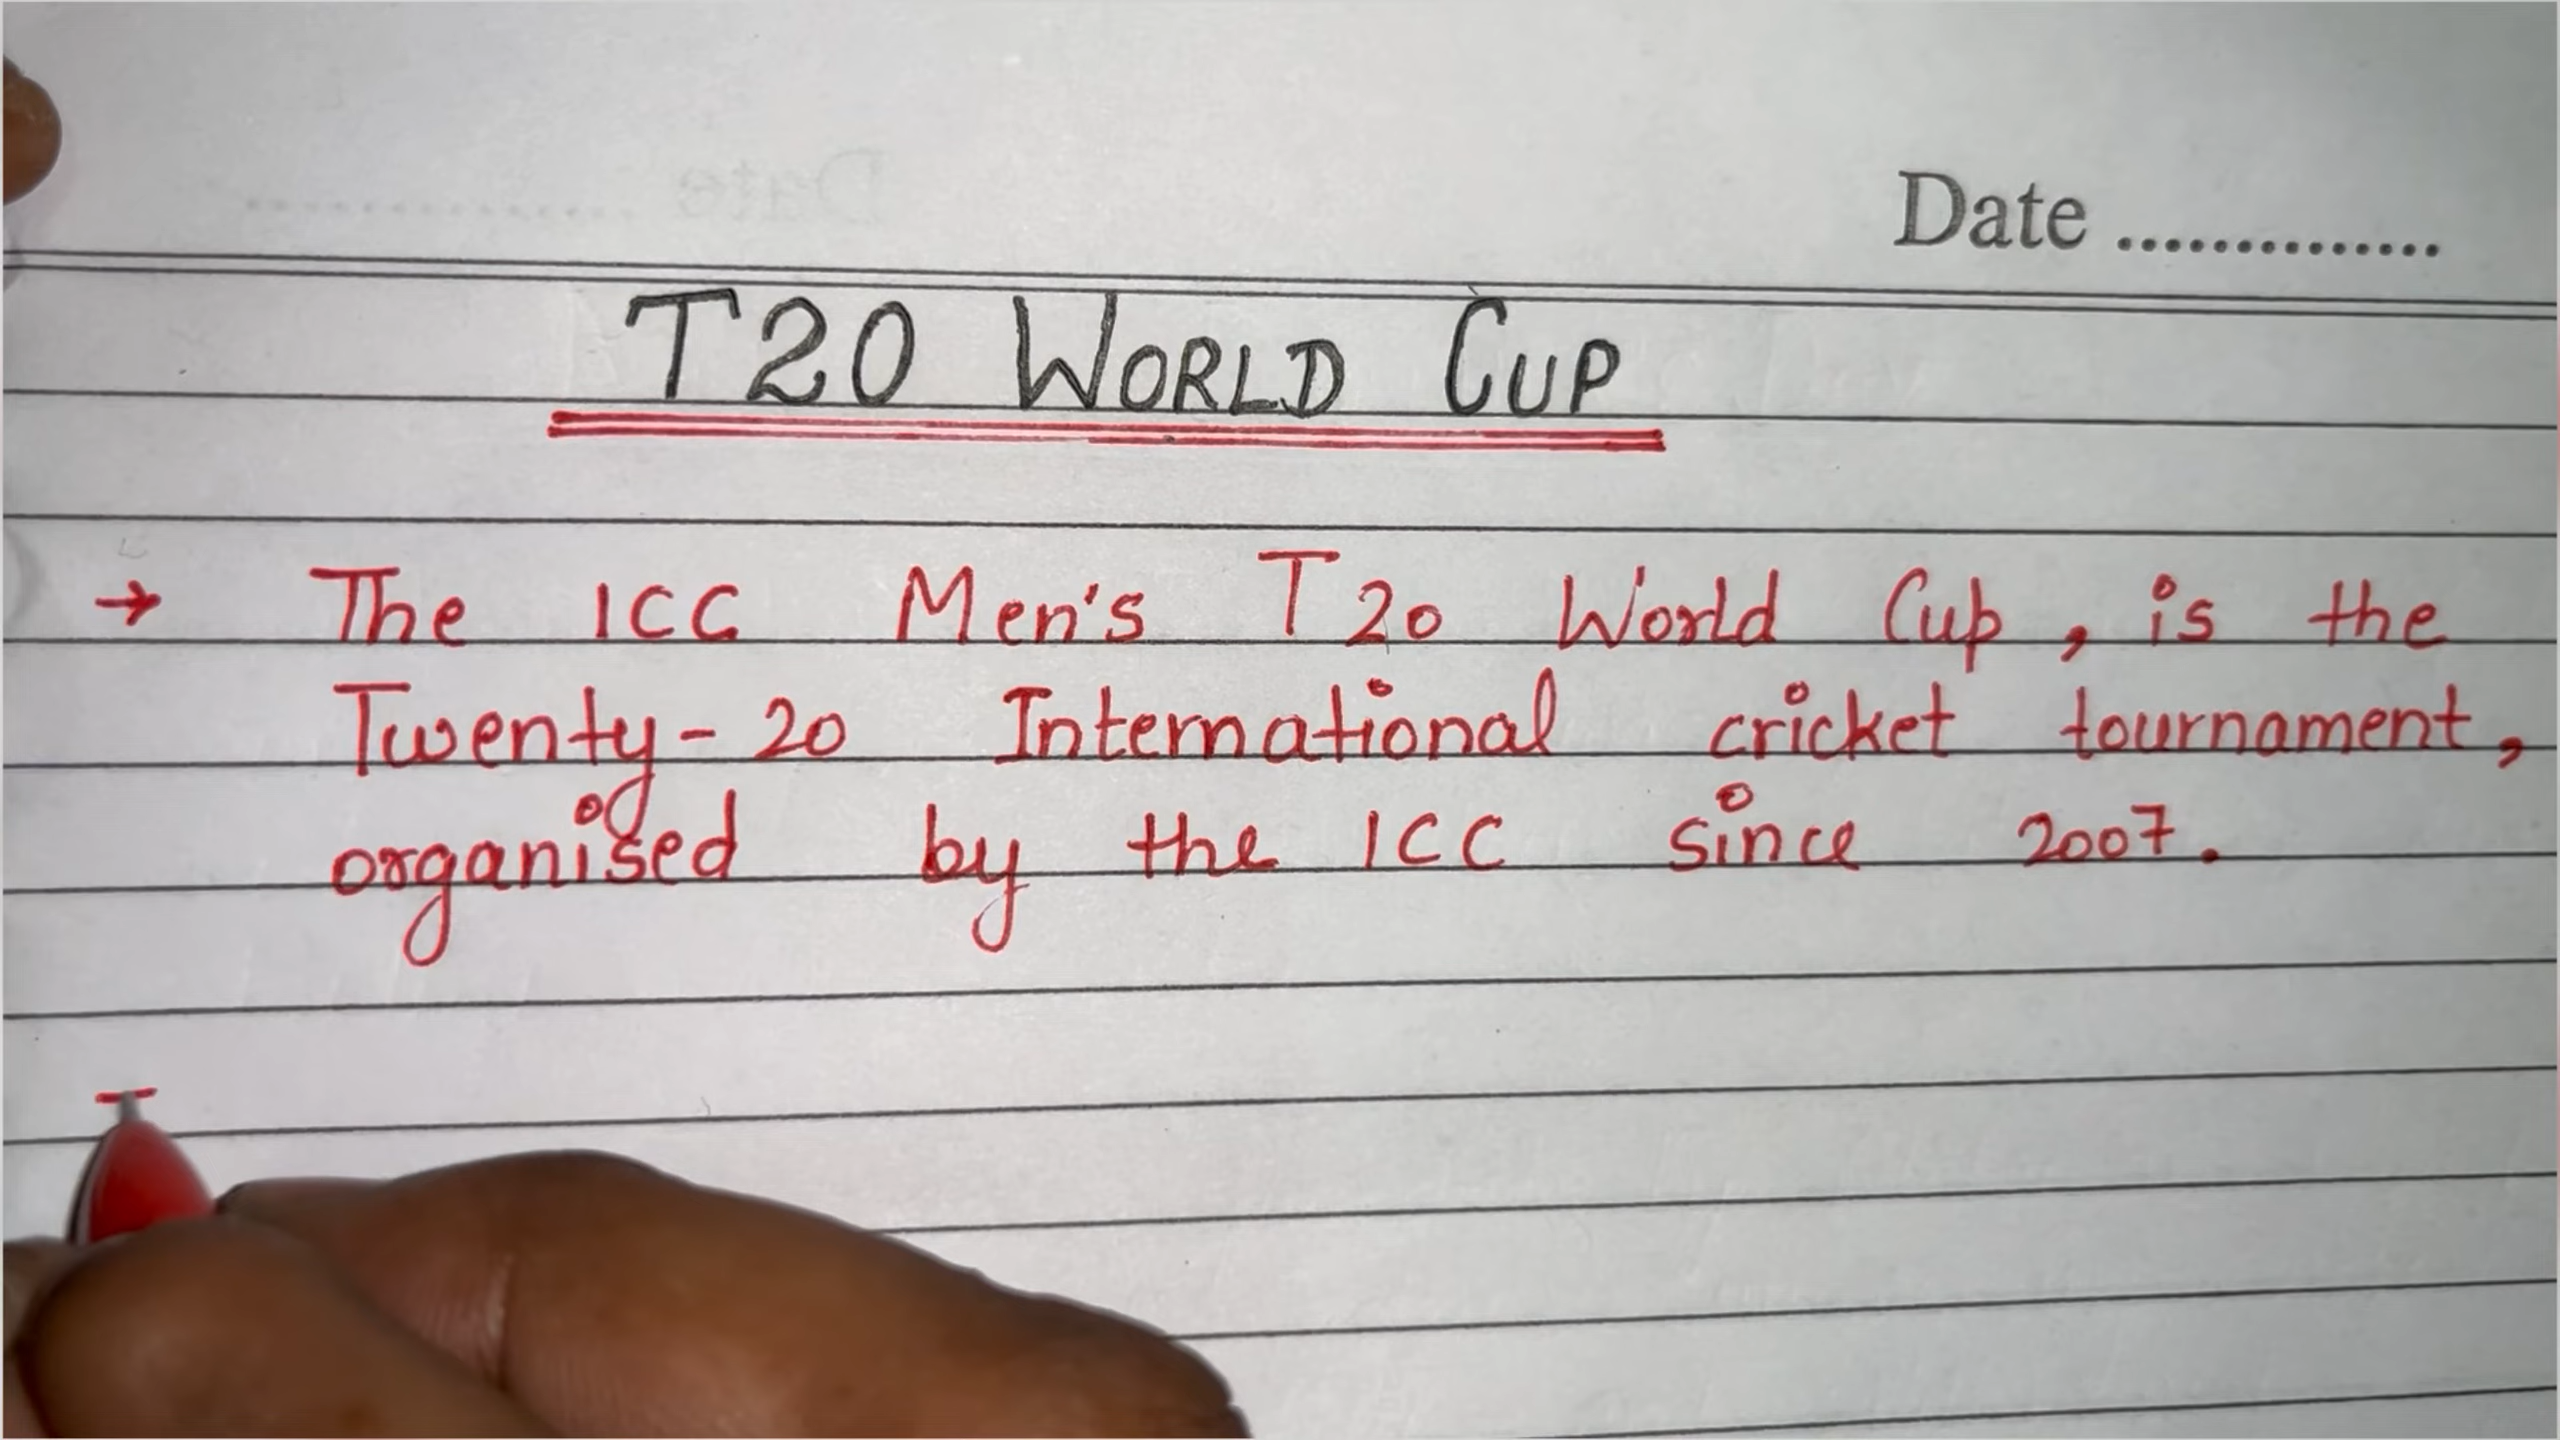 Date ..............
T20 WORLD CUP
→ The ICC Men's T20 World Cup, is the
Twenty-20 International cricket tournament,
organised by the ICC since 2007.